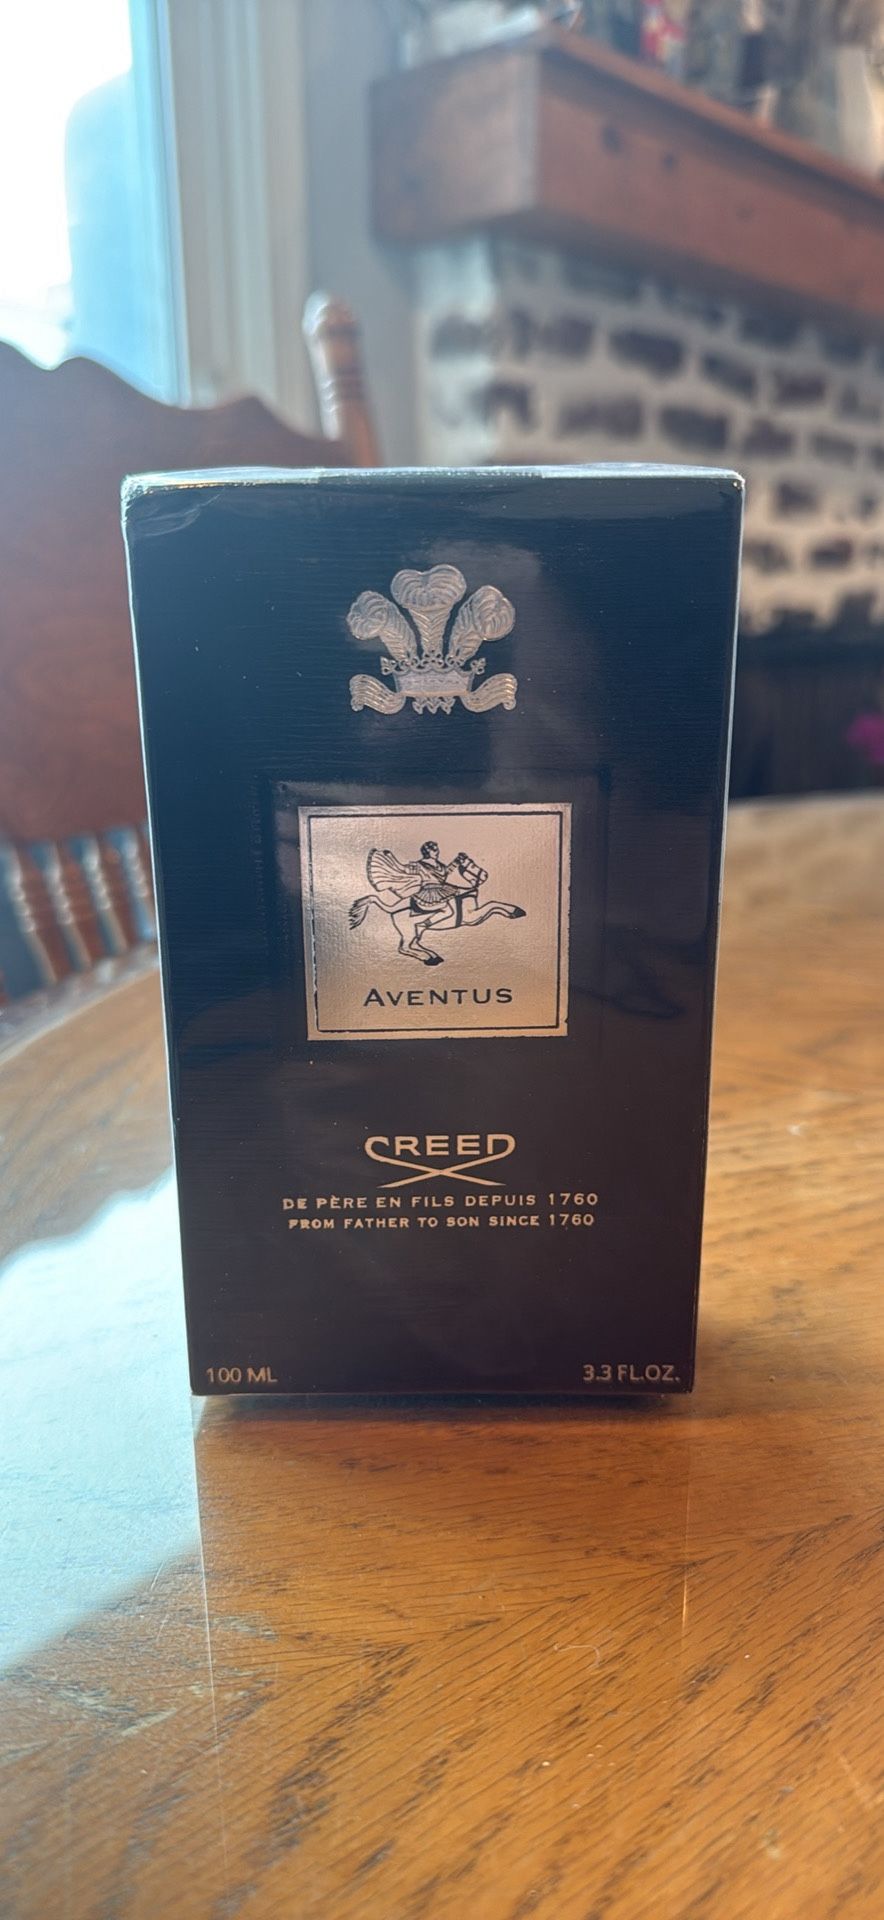 AVENTUS
CREED
DE PÈRE EN FILS DEPUIS 1760
FROM FATHER TO SON SINCE 1760
100 ML
3.3 FL.OZ.